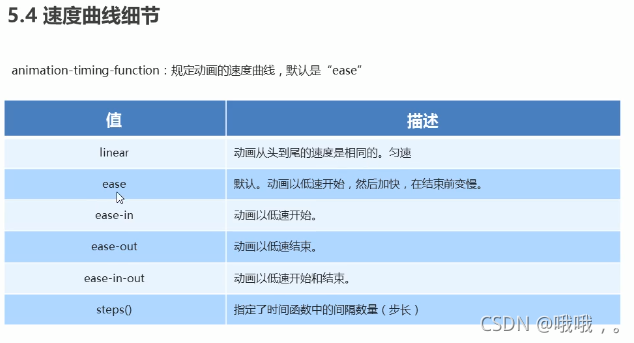 5.4 速度曲线细节
animation-timing-function：规定动画的速度曲线，默认是“ease”
值 描述
linear 动画从头到尾的速度是相同的。匀速
ease 默认。动画以低速开始，然后加快，在结束前变慢。
ease-in 动画以低速开始。
ease-out 动画以低速结束。
ease-in-out 动画以低速开始和结束。
steps() 指定了时间函数中的间隔数量（步长）
CSDN @哦哦，。